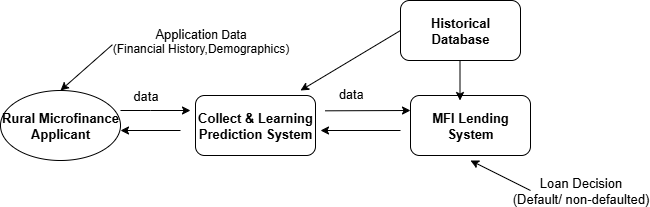 Application Data
(Financial History,Demographics)
Historical
Database
data
data
Rural Microfinance
Applicant
Collect & Learning
Prediction System
MFI Lending
System
Loan Decision
(Default/ non-defaulted)